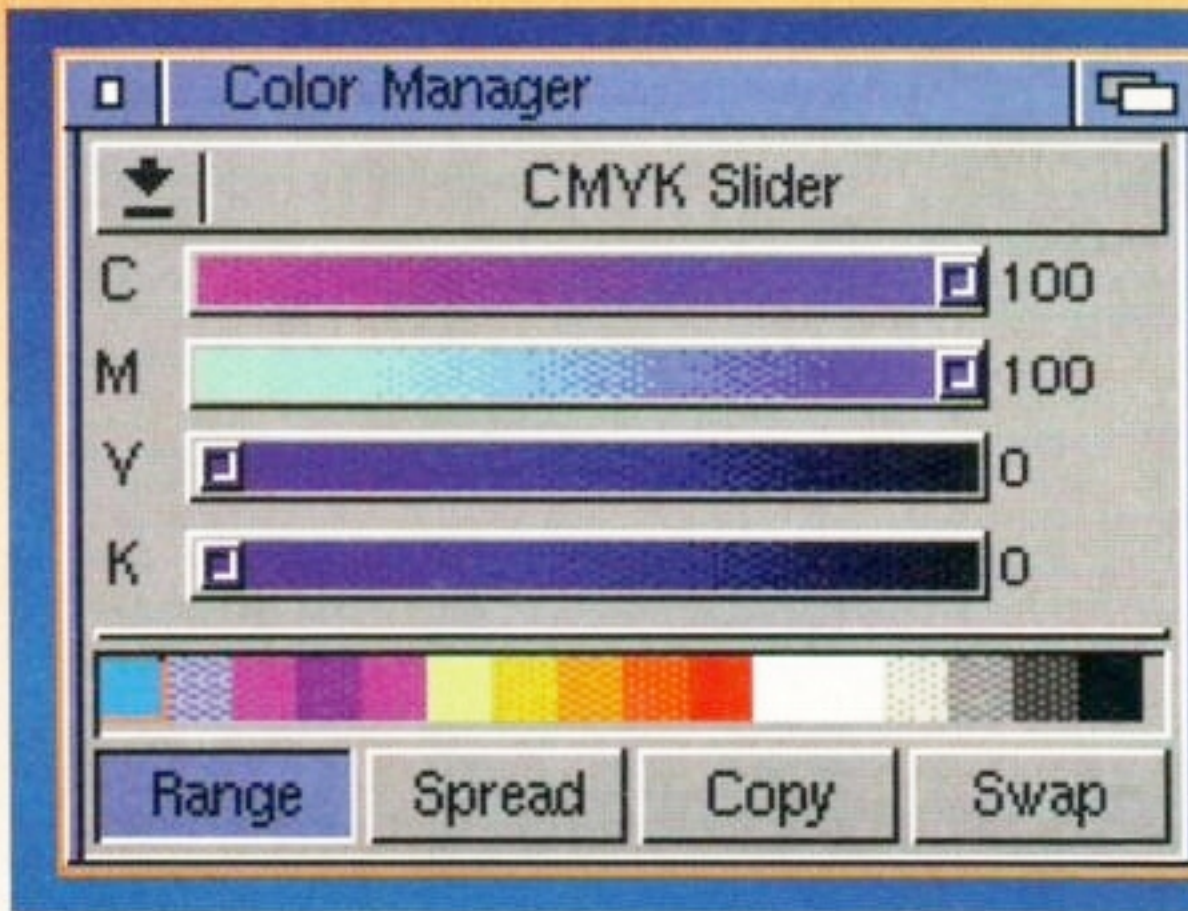 Color Manager
CMYK Slider
C 100
M 100
Y 0
K 0
Range Spread Copy Swap